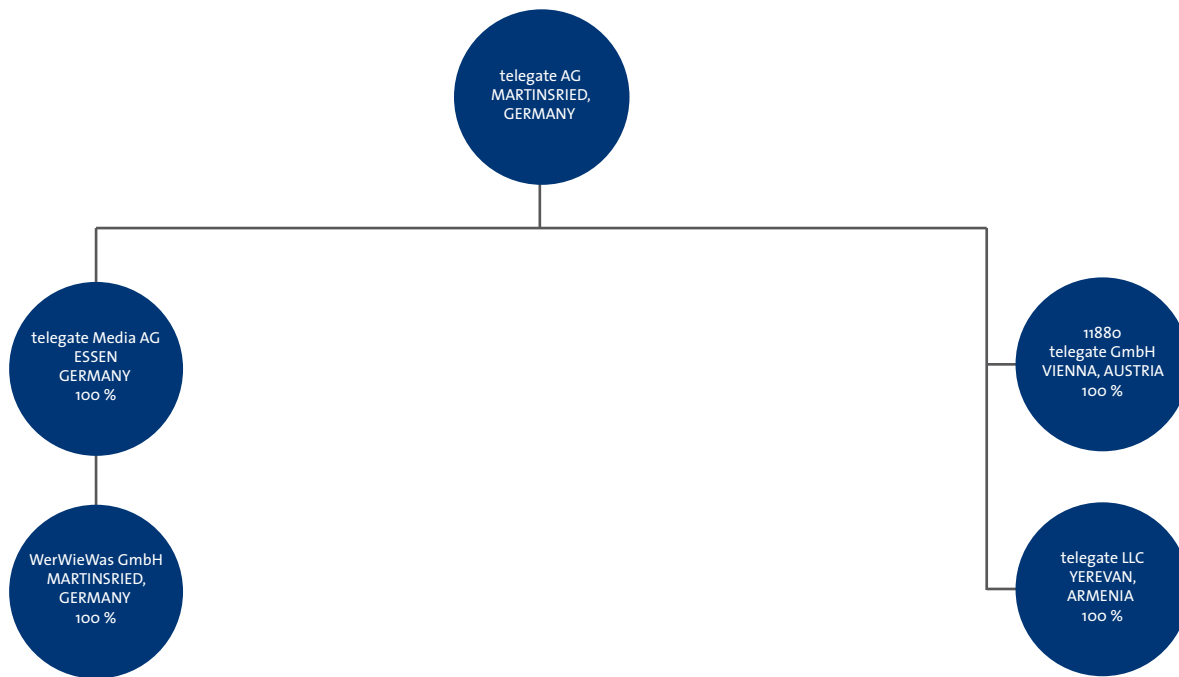 telegate AG
MARTINSRIED,
GERMANY
telegate Media AG
ESSEN
GERMANY
100 %
11880
telegate GmbH
VIENNA, AUSTRIA
100 %
WerWieWas GmbH
MARTINSRIED,
GERMANY
100 %
telegate LLC
YEREVAN,
ARMENIA
100 %